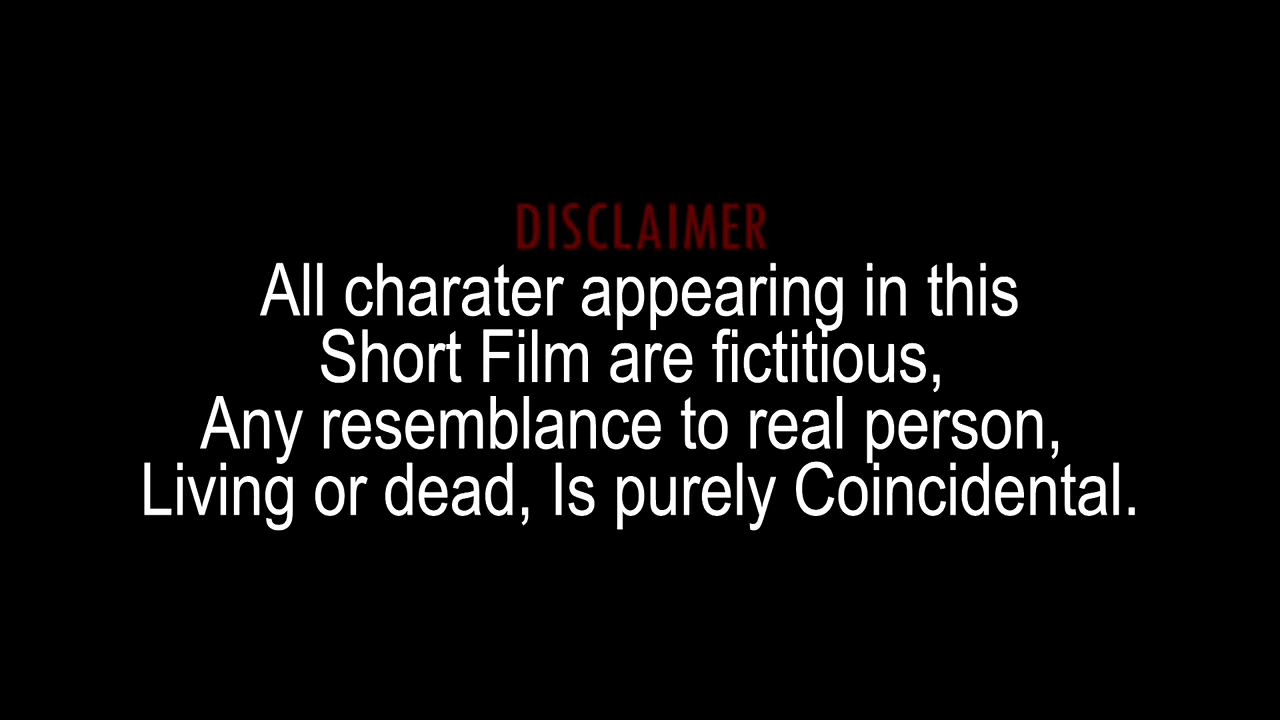 DISCLAIMER
All charater appearing in this
Short Film are fictitious,
Any resemblance to real person,
Living or dead, Is purely Coincidental.